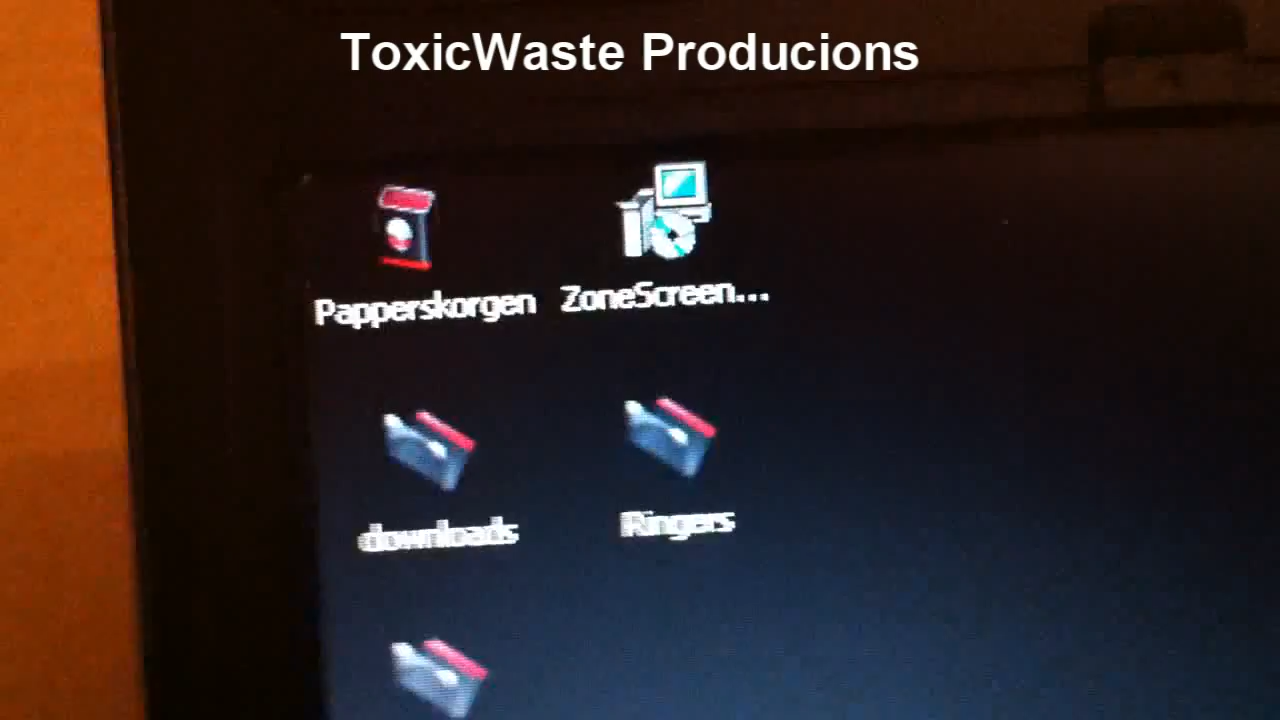 ToxicWaste Producions
Papperskorgen
ZoneScreen...
downloads
Ringers